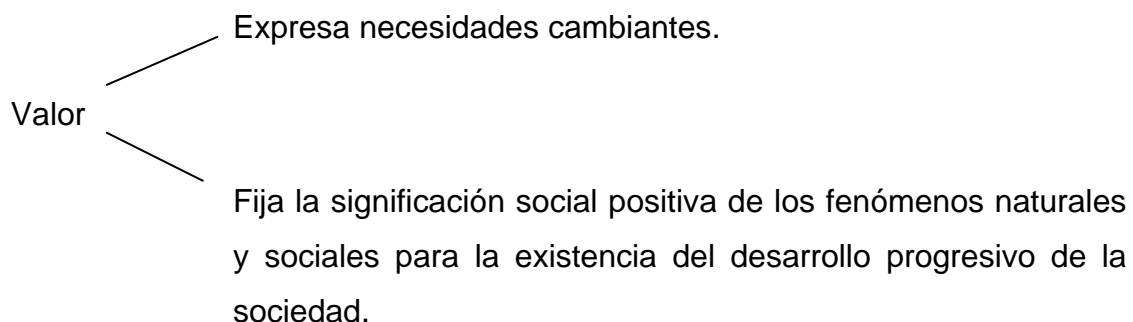 Expresa necesidades cambiantes.
Valor
Fija la significación social positiva de los fenómenos naturales
y sociales para la existencia del desarrollo progresivo de la
sociedad.